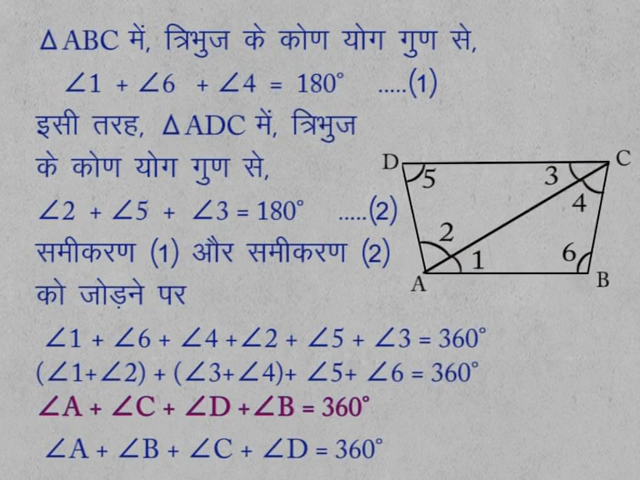 ∆ABC में, त्रिभुज के कोण योग गुण से,
∠1 + ∠6 + ∠4 = 180° .....(1)
इसी तरह, ∆ADC में, त्रिभुज
के कोण योग गुण से,
∠2 + ∠5 + ∠3 = 180° .....(2)
समीकरण (1) और समीकरण (2)
को जोड़ने पर
∠1 + ∠6 + ∠4 +∠2 + ∠5 + ∠3 = 360°
(∠1+∠2) + (∠3+∠4)+ ∠5+ ∠6 = 360°
∠A + ∠C + ∠D +∠B = 360°
∠A + ∠B + ∠C + ∠D = 360°
D C
5 3
4
2
1 6
A B